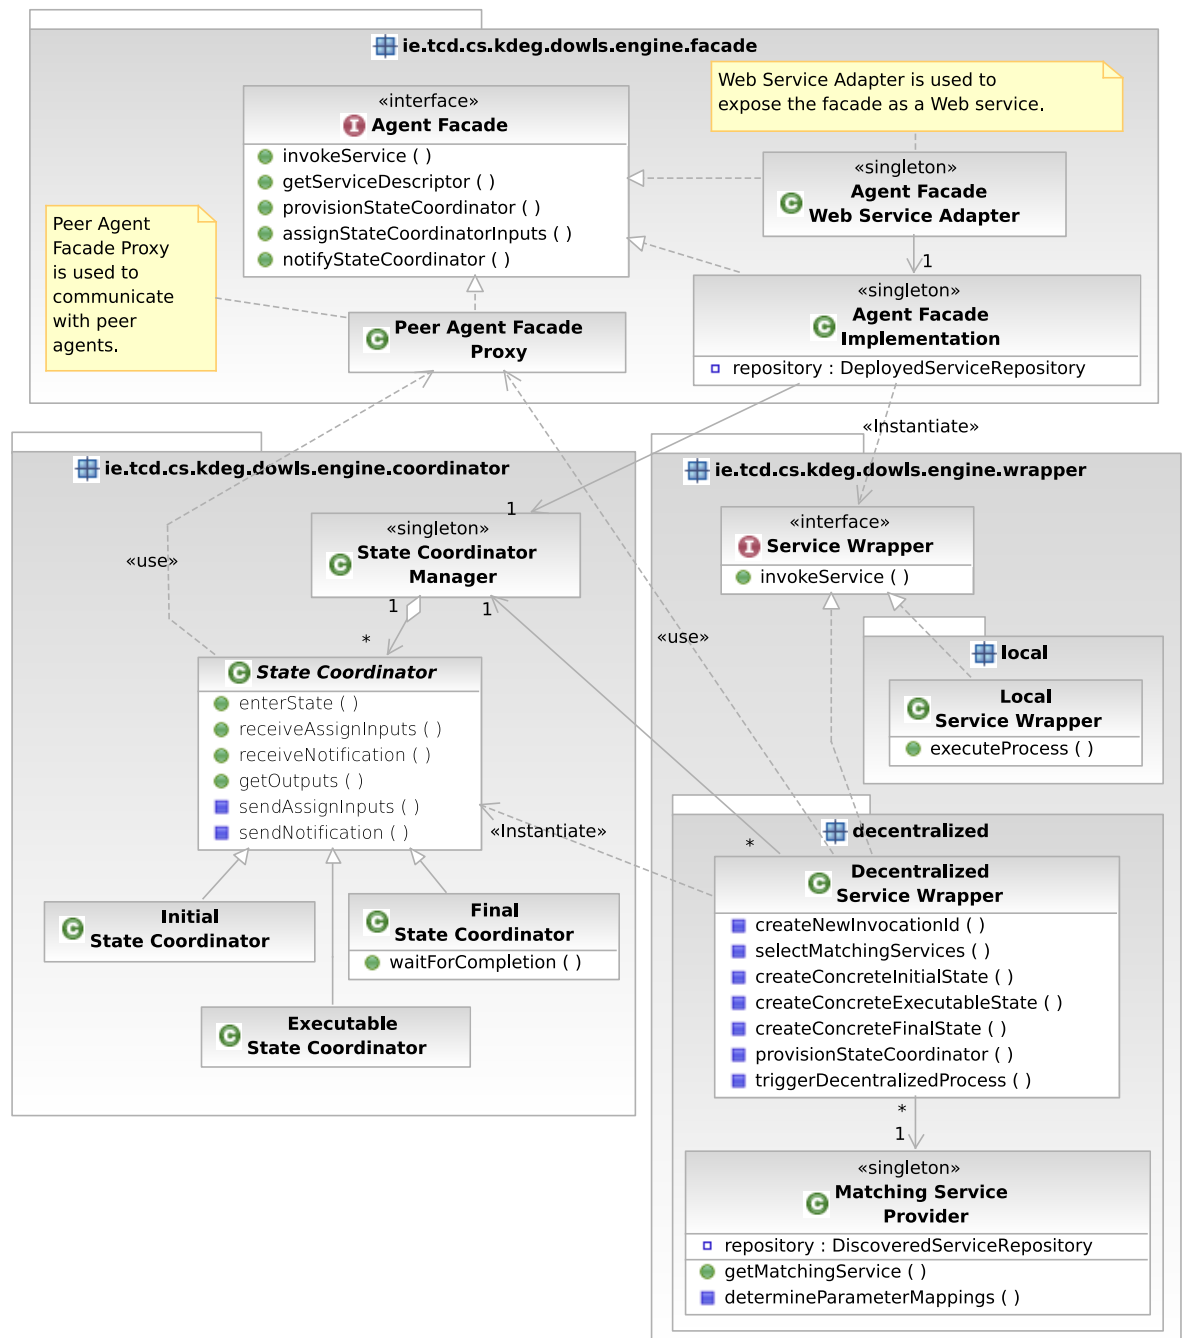 ie.tcd.cs.kdeg.dowls.engine.facade
Web Service Adapter is used to
expose the facade as a Web service.
«interface»
Agent Facade
invokeService ( )
getServiceDescriptor ( )
provisionStateCoordinator ( )
assignStateCoordinatorInputs ( )
notifyStateCoordinator ( )
«singleton»
Agent Facade
Web Service Adapter
1
Peer Agent
Facade Proxy
is used to
communicate
with peer
agents.
Peer Agent Facade
Proxy
«singleton»
Agent Facade
Implementation
repository : DeployedServiceRepository
«Instantiate»
ie.tcd.cs.kdeg.dowls.engine.coordinator
1
«singleton»
State Coordinator
Manager
«use»
1
1
*
State Coordinator
enterState ( )
receiveAssignInputs ( )
receiveNotification ( )
getOutputs ( )
sendAssignInputs ( )
sendNotification ( )
«Instantiate»
Initial
State Coordinator
Final
State Coordinator
waitForCompletion ( )
Executable
State Coordinator
ie.tcd.cs.kdeg.dowls.engine.wrapper
«interface»
Service Wrapper
invokeService ( )
«use»
local
Local
Service Wrapper
executeProcess ( )
decentralized
*
Decentralized
Service Wrapper
createNewInvocationId ( )
selectMatchingServices ( )
createConcreteInitialState ( )
createConcreteExecutableState ( )
createConcreteFinalState ( )
provisionStateCoordinator ( )
triggerDecentralizedProcess ( )
*
1
«singleton»
Matching Service
Provider
repository : DiscoveredServiceRepository
getMatchingService ( )
determineParameterMappings ( )